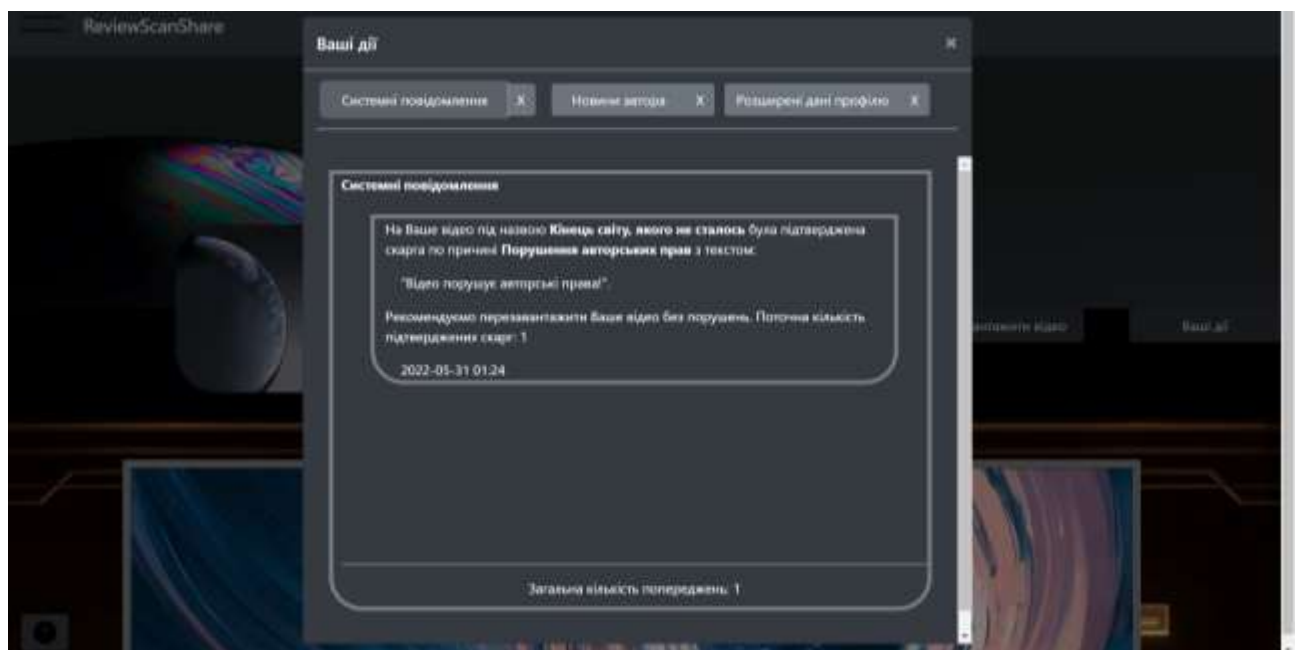 ReviewScanShare
Ваші дії
×
Системні повідомлення X Новини автора X Розширені дані профілю X
Системні повідомлення
На Ваше відео під назвою Кінець світу, якого не сталось була підтверджена
скарга по причині Порушення авторських прав з текстом:
"Відео порушує авторські права!".
Рекомендуємо перезавантажити Ваше відео без порушень. Поточна кількість
підтверджених скарг: 1
2022-05-31 01:24
відео
Ваші дії
Загальна кількість попереджень: 1